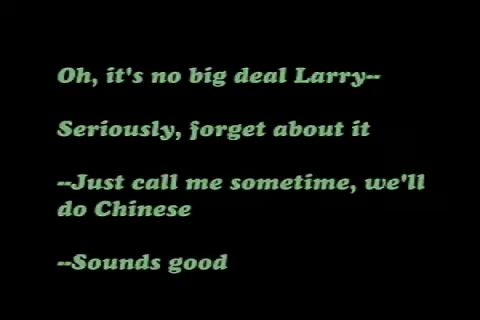 Oh, it's no big deal Larry--
Seriously, forget about it
--Just call me sometime, we'll
do Chinese
--Sounds good